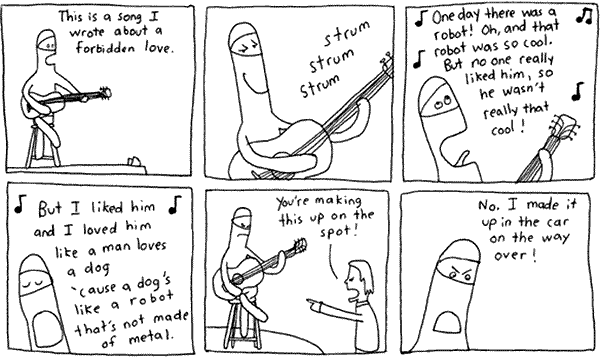 This is a song I
wrote about a
forbidden love.
strum
strum
strum
One day there was a
robot! Oh, and that
robot was so cool.
But no one really
liked him, so
he wasn't
really that
cool!
But I liked him
and I loved him
like a man loves
a dog
'cause a dog's
like a robot
that's not made
of metal.
You're making
this up on the
spot!
No. I made it
up in the car
on the way
over!